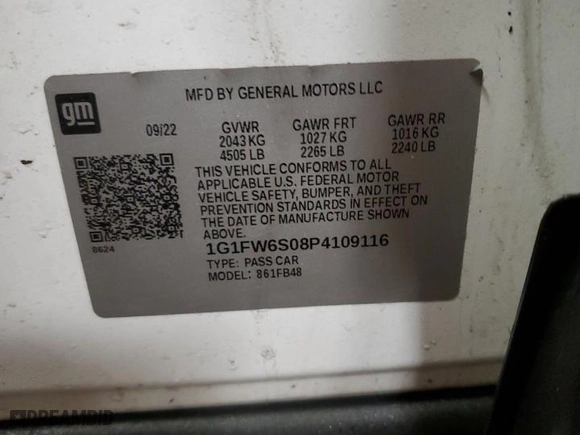 gm
MFD BY GENERAL MOTORS LLC
09/22 GVWR GAWR FRT GAWR RR
2043 KG 1027 KG 1016 KG
4505 LB 2265 LB 2240 LB
THIS VEHICLE CONFORMS TO ALL
APPLICABLE U.S. FEDERAL MOTOR
VEHICLE SAFETY, BUMPER, AND THEFT
PREVENTION STANDARDS IN EFFECT ON
THE DATE OF MANUFACTURE SHOWN
ABOVE.
8624
1G1FW6S08P4109116
TYPE: PASS CAR
MODEL: 861FB48
DREAMBID